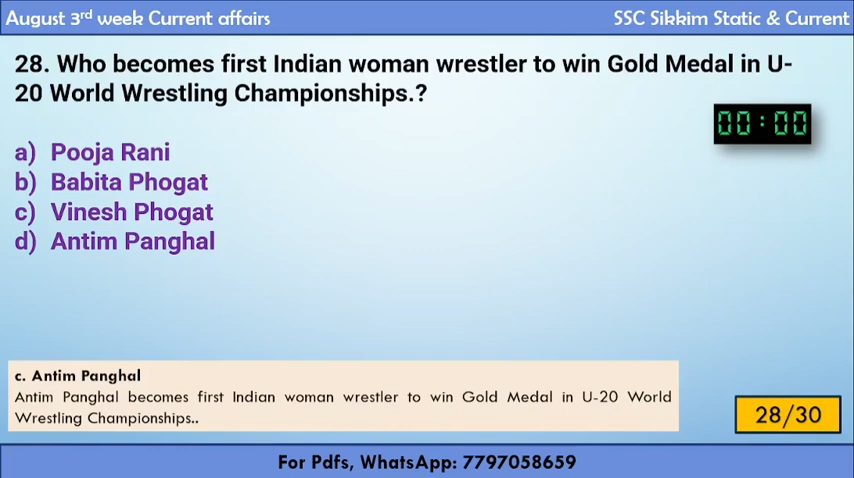 August 3rd week Current affairs
SSC Sikkim Static & Current
28. Who becomes first Indian woman wrestler to win Gold Medal in U-
20 World Wrestling Championships.?
00:00
a) Pooja Rani
b) Babita Phogat
c) Vinesh Phogat
d) Antim Panghal
c. Antim Panghal
Antim Panghal becomes first Indian woman wrestler to win Gold Medal in U-20 World
Wrestling Championships..
28/30
For Pdfs, WhatsApp: 7797058659